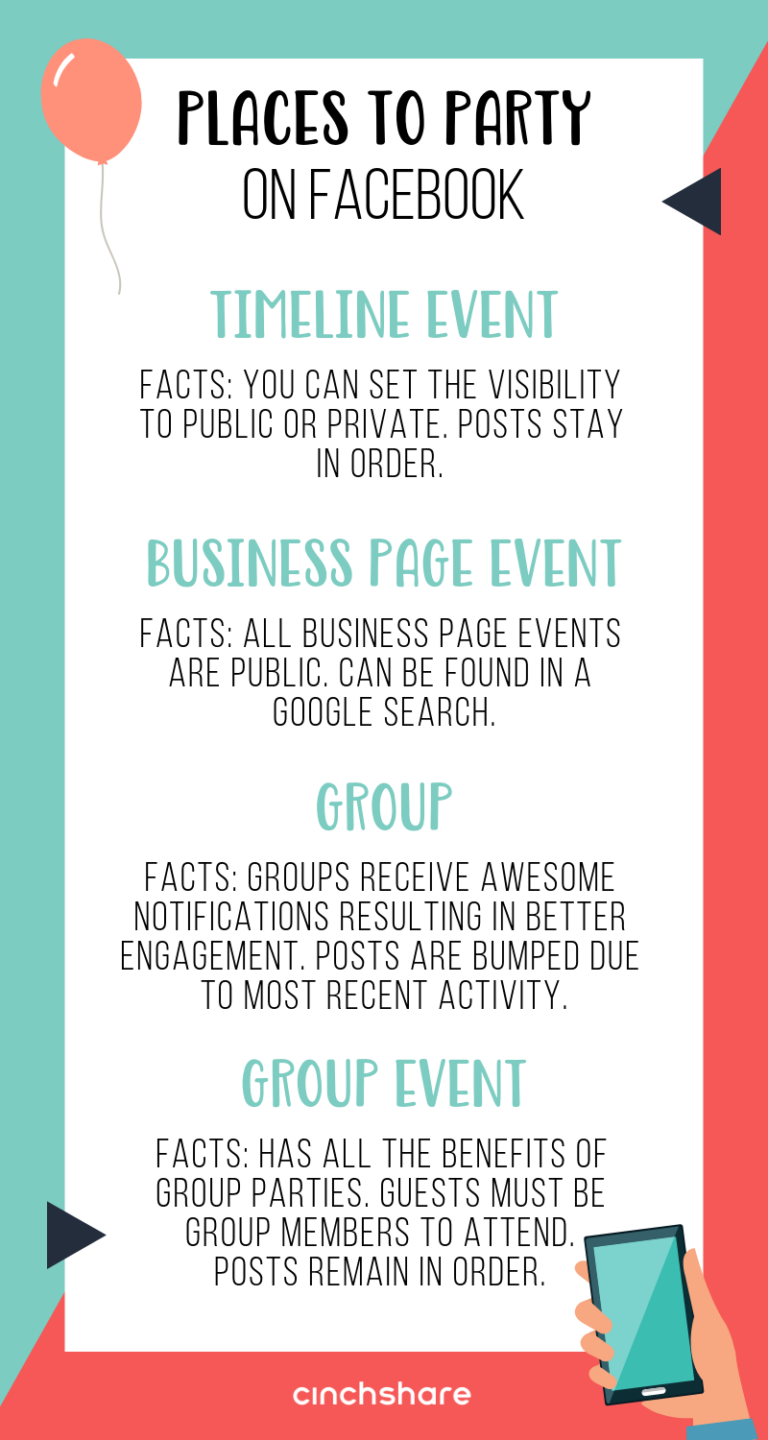 PLACES TO PARTY
ON FACEBOOK
TIMELINE EVENT
FACTS: YOU CAN SET THE VISIBILITY
TO PUBLIC OR PRIVATE. POSTS STAY
IN ORDER.
BUSINESS PAGE EVENT
FACTS: ALL BUSINESS PAGE EVENTS
ARE PUBLIC. CAN BE FOUND IN A
GOOGLE SEARCH.
GROUP
FACTS: GROUPS RECEIVE AWESOME
NOTIFICATIONS RESULTING IN BETTER
ENGAGEMENT. POSTS ARE BUMPED DUE
TO MOST RECENT ACTIVITY.
GROUP EVENT
FACTS: HAS ALL THE BENEFITS OF
GROUP PARTIES. GUESTS MUST BE
GROUP MEMBERS TO ATTEND.
POSTS REMAIN IN ORDER.
cinchshare